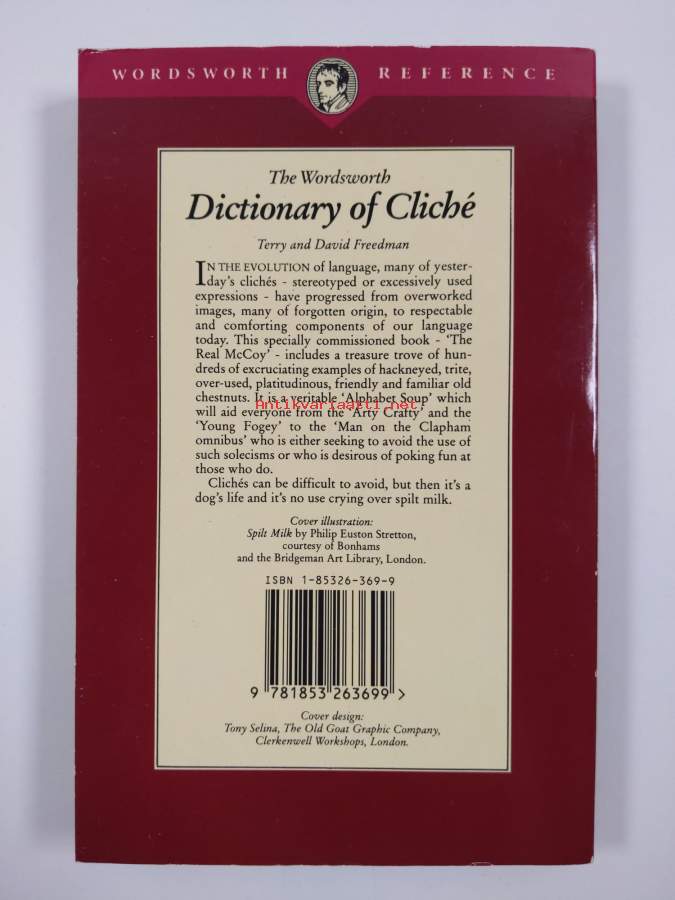 WORDSWORTH REFERENCE
The Wordsworth
Dictionary of Cliché
Terry and David Freedman
IN THE EVOLUTION of language, many of yester-
day's clichés - stereotyped or excessively used
expressions - have progressed from overworked
images, many of forgotten origin, to respectable
and comforting components of our language
today. This specially commissioned book - 'The
Real McCoy' - includes a treasure trove of hun-
dreds of excruciating examples of hackneyed, trite,
over-used, platitudinous, friendly and familiar old
chestnuts. It is a veritable 'Alphabet Soup' which
Antikvariaatti.net
will aid everyone from the 'Arty Crafty' and the
'Young Fogey' to the 'Man on the Clapham
omnibus' who is either seeking to avoid the use of
such solecisms or who is desirous of poking fun at
those who do.
Clichés can be difficult to avoid, but then it's a
dog's life and it's no use crying over spilt milk.
Cover illustration:
Spilt Milk by Philip Euston Stretton,
courtesy of Bonhams
and the Bridgeman Art Library, London.
ISBN 1-85326-369-9
9 781853 263699 >
Cover design:
Tony Selina, The Old Goat Graphic Company,
Clerkenwell Workshops, London.